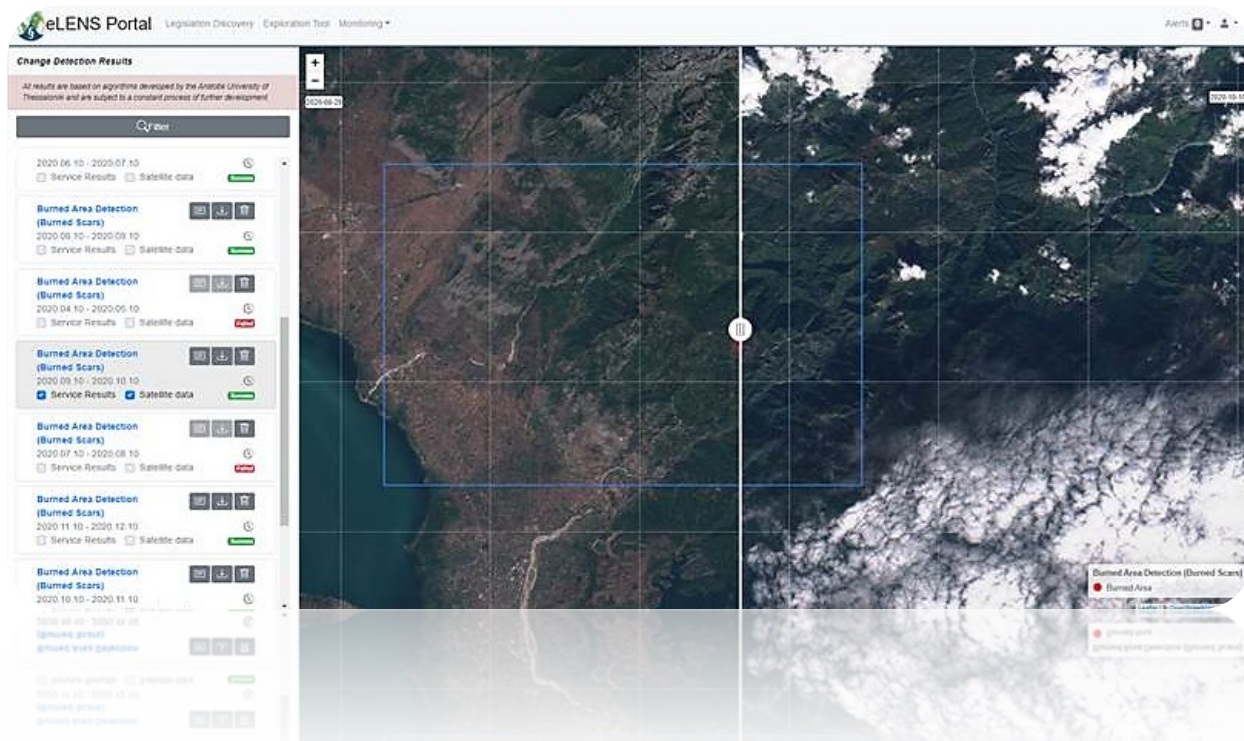 eLENS Portal Legislation Discovery Exploration Tool Monitoring Alerts
Change Detection Results
All results are based on algorithms developed by the Aristotle University of
Thessaloniki and are subject to a constant process of further development.
Filter
2020.06.10 - 2020.07.10
Service Results Satellite data Success
Burned Area Detection
(Burned Scars)
2020.08.10 - 2020.09.10
Service Results Satellite data Success
Burned Area Detection
(Burned Scars)
2020.04.10 - 2020.05.10
Service Results Satellite data Failed
Burned Area Detection
(Burned Scars)
2020.09.10 - 2020.10.10
Service Results Satellite data Success
Burned Area Detection
(Burned Scars)
2020.07.10 - 2020.08.10
Service Results Satellite data Failed
Burned Area Detection
(Burned Scars)
2020.11.10 - 2020.12.10
Service Results Satellite data Success
Burned Area Detection
(Burned Scars)
2020.10.10 - 2020.11.10
+
−
Burned Area Detection (Burned Scars)
Burned Area
Leaflet